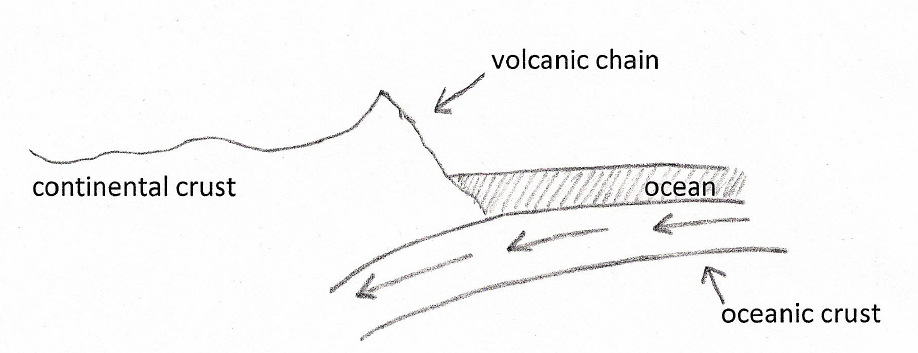 volcanic chain
continental crust
ocean
oceanic crust